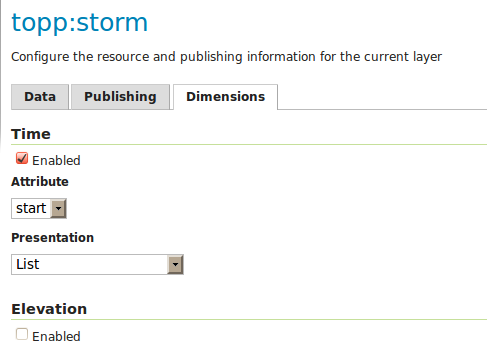 topp:storm
Configure the resource and publishing information for the current layer
Data Publishing Dimensions
Time
Enabled
Attribute
start
Presentation
List
Elevation
Enabled